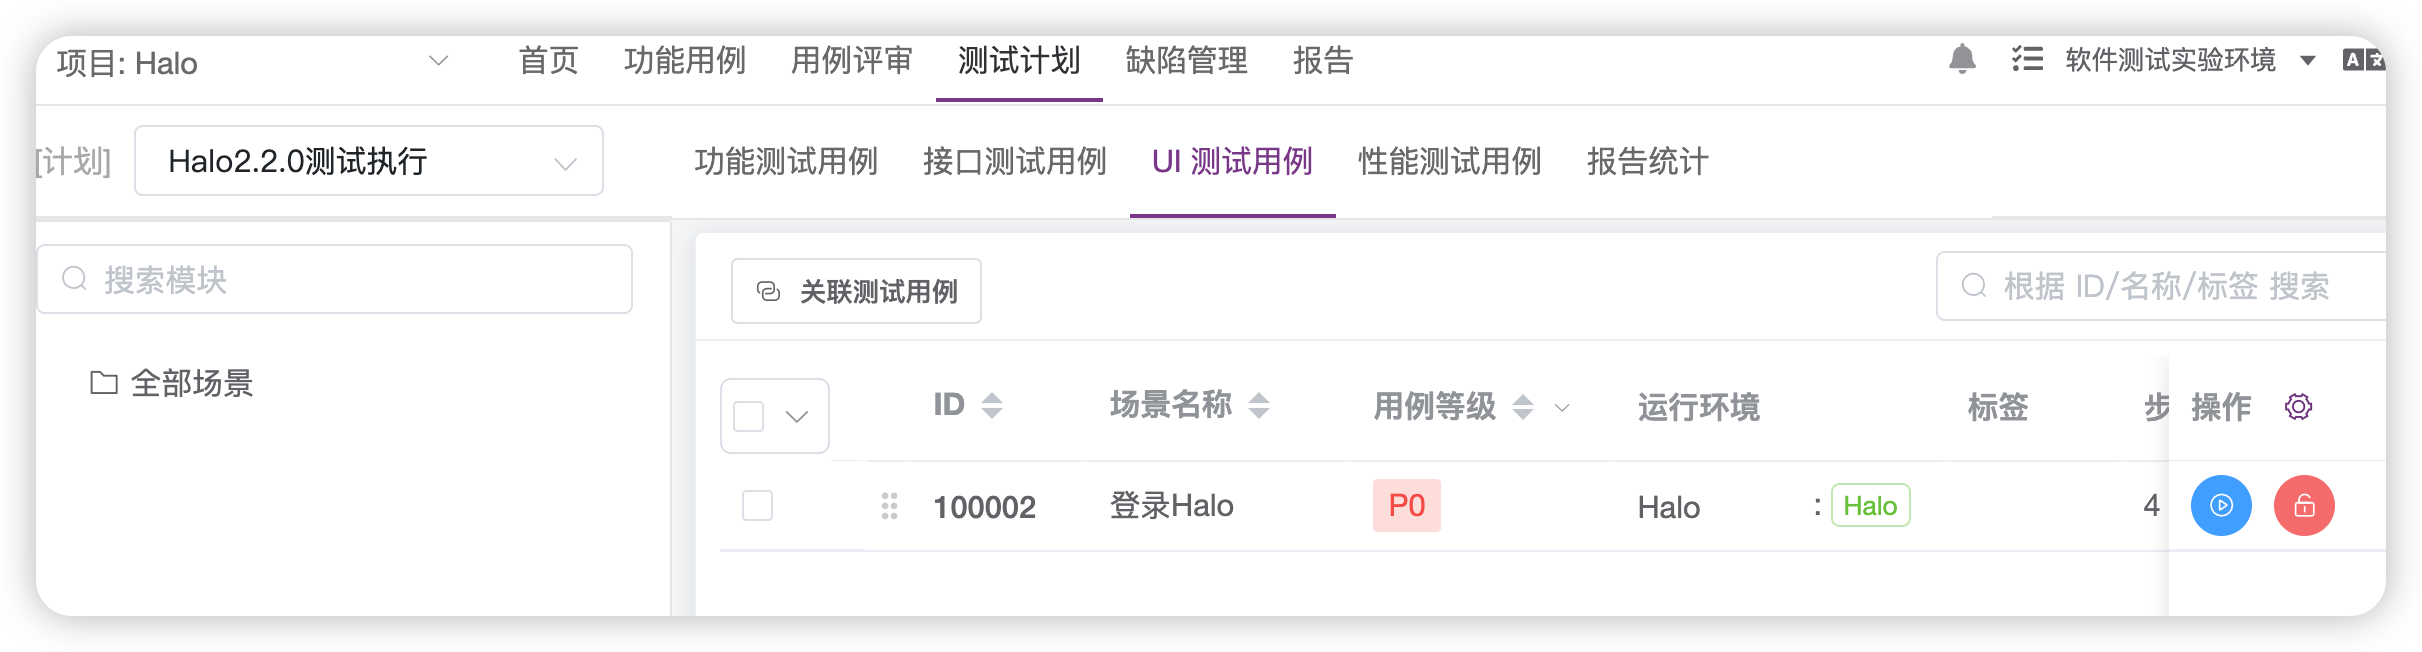 项目: Halo 首页 功能用例 用例评审 测试计划 缺陷管理 报告 软件测试实验环境
[计划] Halo2.2.0测试执行 功能测试用例 接口测试用例 UI 测试用例 性能测试用例 报告统计
搜索模块 关联测试用例 根据 ID/名称/标签 搜索
全部场景
ID 场景名称 用例等级 运行环境 标签 步 操作
100002 登录Halo P0 Halo : Halo 4